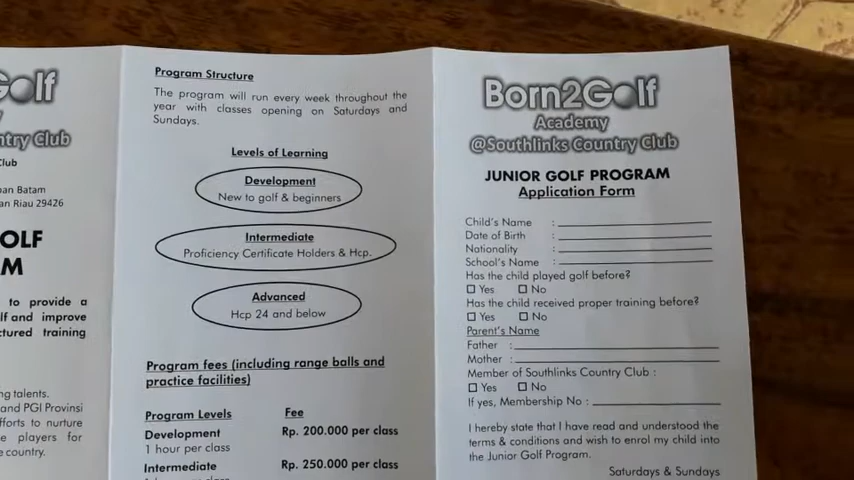 Golf
ntry Club
Club
an Batam
an Riau 29426
OLF
M
to provide a
lf and improve
tured training
ng talents.
and PGI Provinsi
fforts to nurture
e players for
country.
Program Structure
The program will run every week throughout the
year with classes opening on Saturdays and
Sundays.
Levels of Learning
Development
New to golf & beginners
Intermediate
Proficiency Certificate Holders & Hcp.
Advanced
Hcp 24 and below
Program fees (including range balls and
practice facilities)
Program Levels Fee
Development Rp. 200.000 per class
1 hour per class
Intermediate Rp. 250.000 per class
Born2Golf
Academy
@Southlinks Country Club
JUNIOR GOLF PROGRAM
Application Form
Child's Name :
Date of Birth :
Nationality :
School's Name :
Has the child played golf before?
Yes No
Has the child received proper training before?
Yes No
Parent's Name
Father :
Mother :
Member of Southlinks Country Club :
Yes No
If yes, Membership No :
I hereby state that I have read and understood the
terms & conditions and wish to enrol my child into
the Junior Golf Program.
Saturdays & Sundays